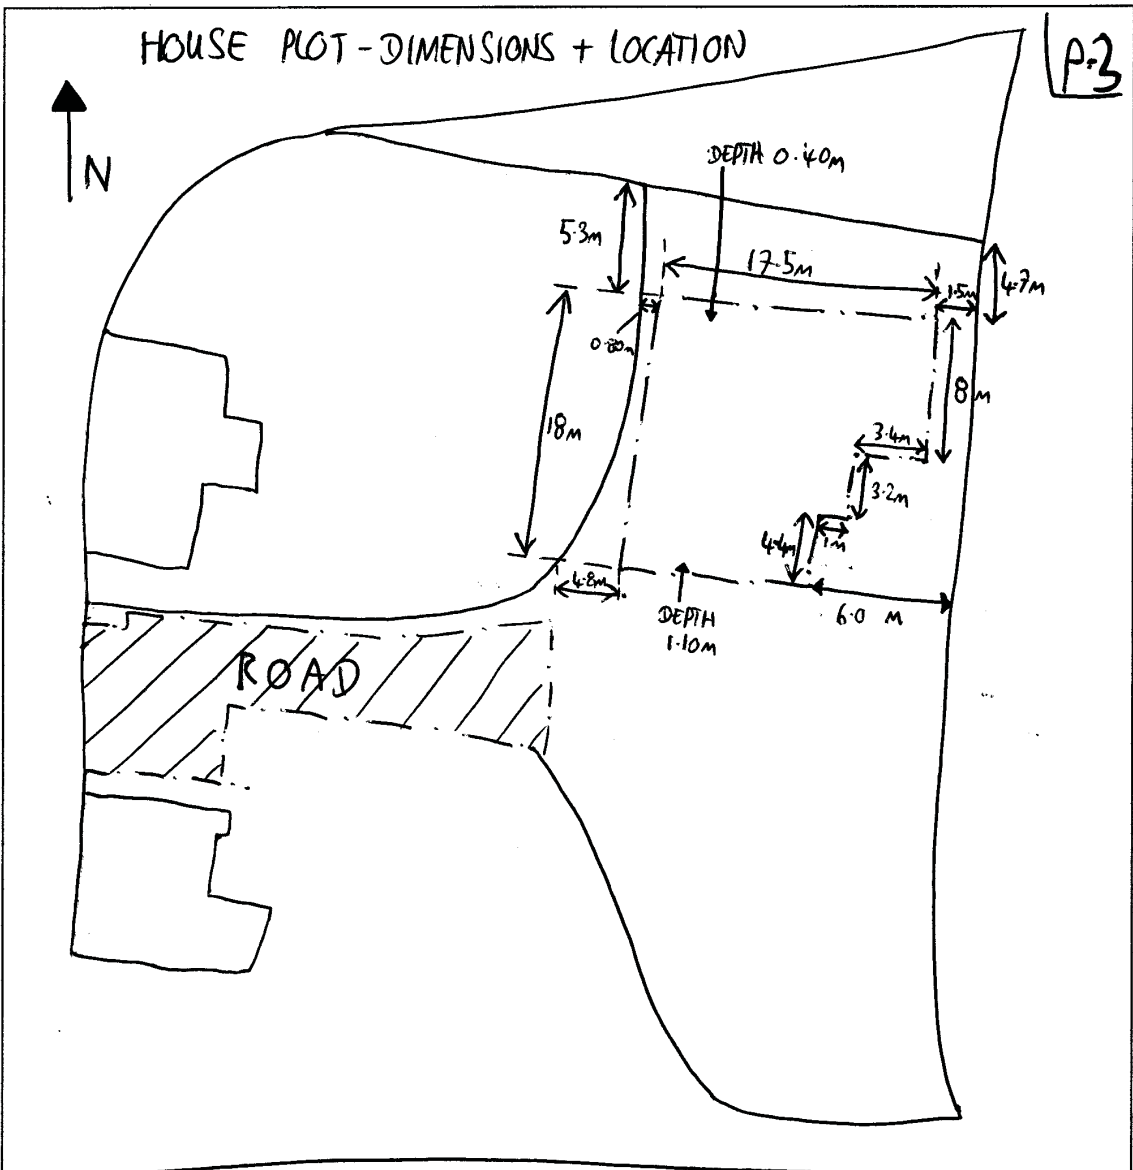 HOUSE PLOT - DIMENSIONS + LOCATION
P.3
N
DEPTH 0.40M
5.3M
17.5M
1.5M
4.7M
0.80M
18M
8M
3.4M
3.2M
1M
4.4M
4.8M
6.0 M
DEPTH
1.10M
ROAD